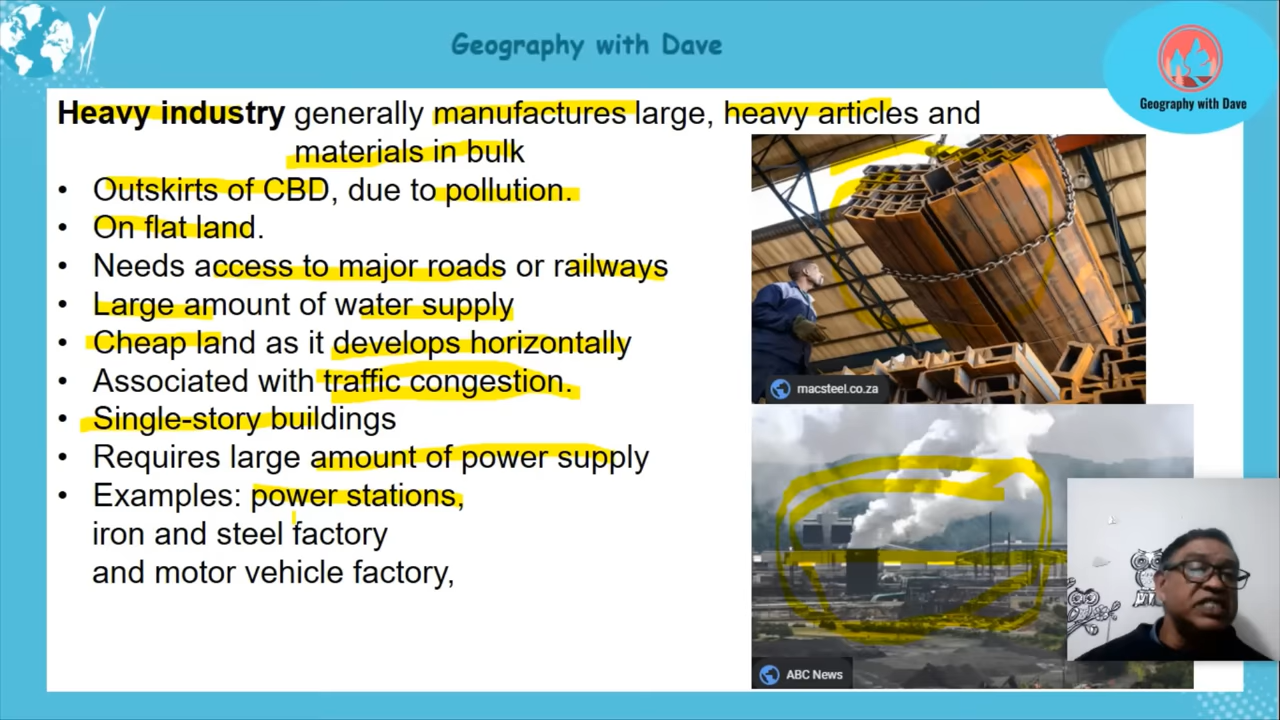 Geography with Dave
Geography with Dave
Heavy industry generally manufactures large, heavy articles and
materials in bulk
• Outskirts of CBD, due to pollution.
• On flat land.
• Needs access to major roads or railways
• Large amount of water supply
• Cheap land as it develops horizontally
• Associated with traffic congestion.
• Single-story buildings
• Requires large amount of power supply
• Examples: power stations,
iron and steel factory
and motor vehicle factory,
macsteel.co.za
ABC News